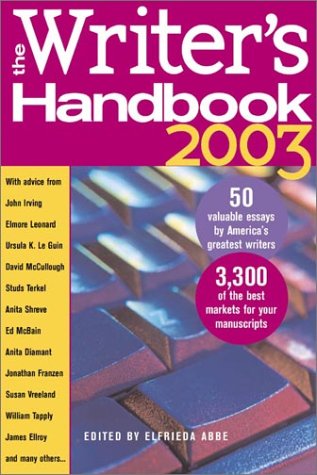 the Writer's
Handbook
2003
With advice from
John Irving
Elmore Leonard
Ursula K. Le Guin
David McCullough
Studs Terkel
Anita Shreve
Ed McBain
Anita Diamant
Jonathan Franzen
Susan Vreeland
William Tapply
James Ellroy
and many others...
50
valuable essays
by America's
greatest writers
3,300
of the best
markets for your
manuscripts
EDITED BY ELFRIEDA ABBE